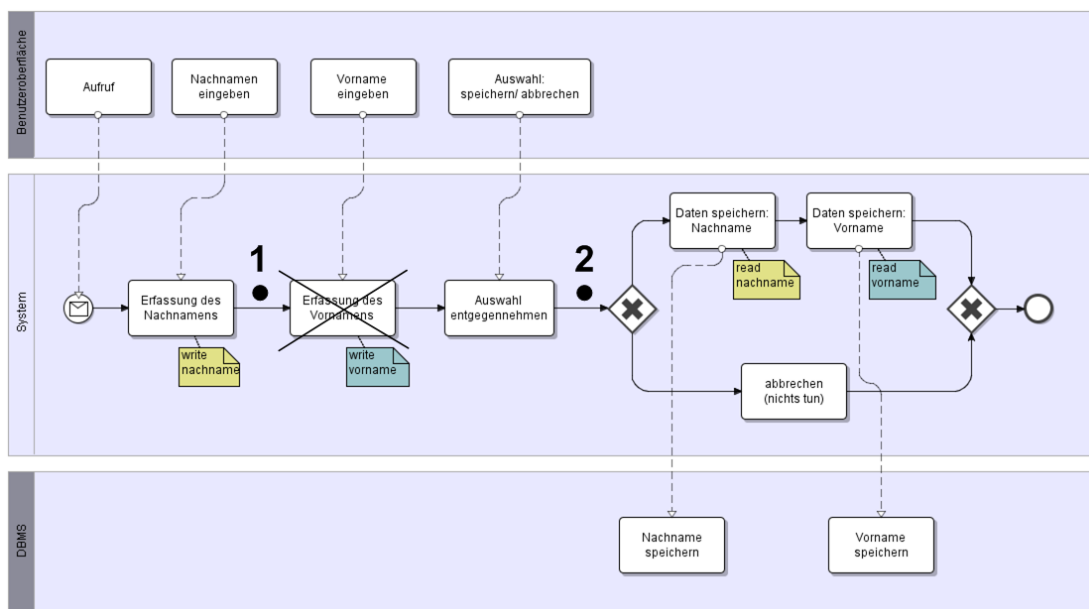 Benutzeroberfläche
Aufruf
Nachnamen
eingeben
Vorname
eingeben
Auswahl:
speichern/ abbrechen
System
1
2
Erfassung des
Nachnamens
write
nachname
Erfassung des
Vornamens
write
vorname
Auswahl
entgegennehmen
Daten speichern:
Nachname
read
nachname
Daten speichern:
Vorname
read
vorname
abbrechen
(nichts tun)
DBMS
Nachname
speichern
Vorname
speichern